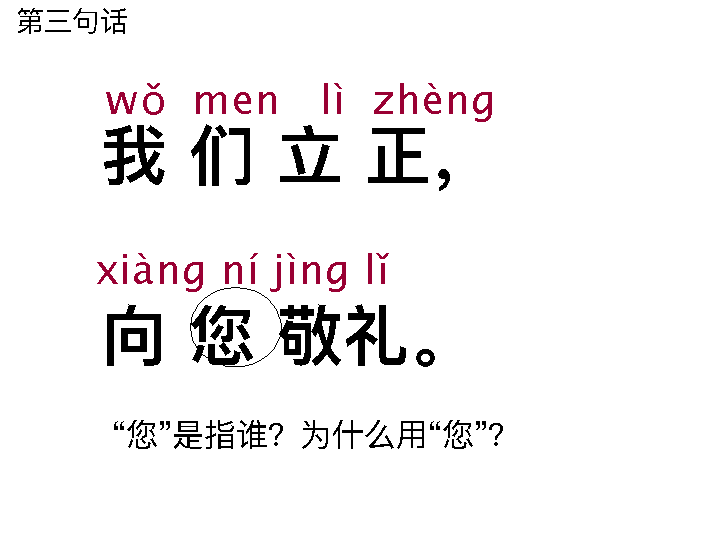 第三句话
wǒ men lì zhèng
我 们 立 正，
xiàng ní jìng lǐ
向 您 敬 礼。
“您”是指谁？为什么用“您”？